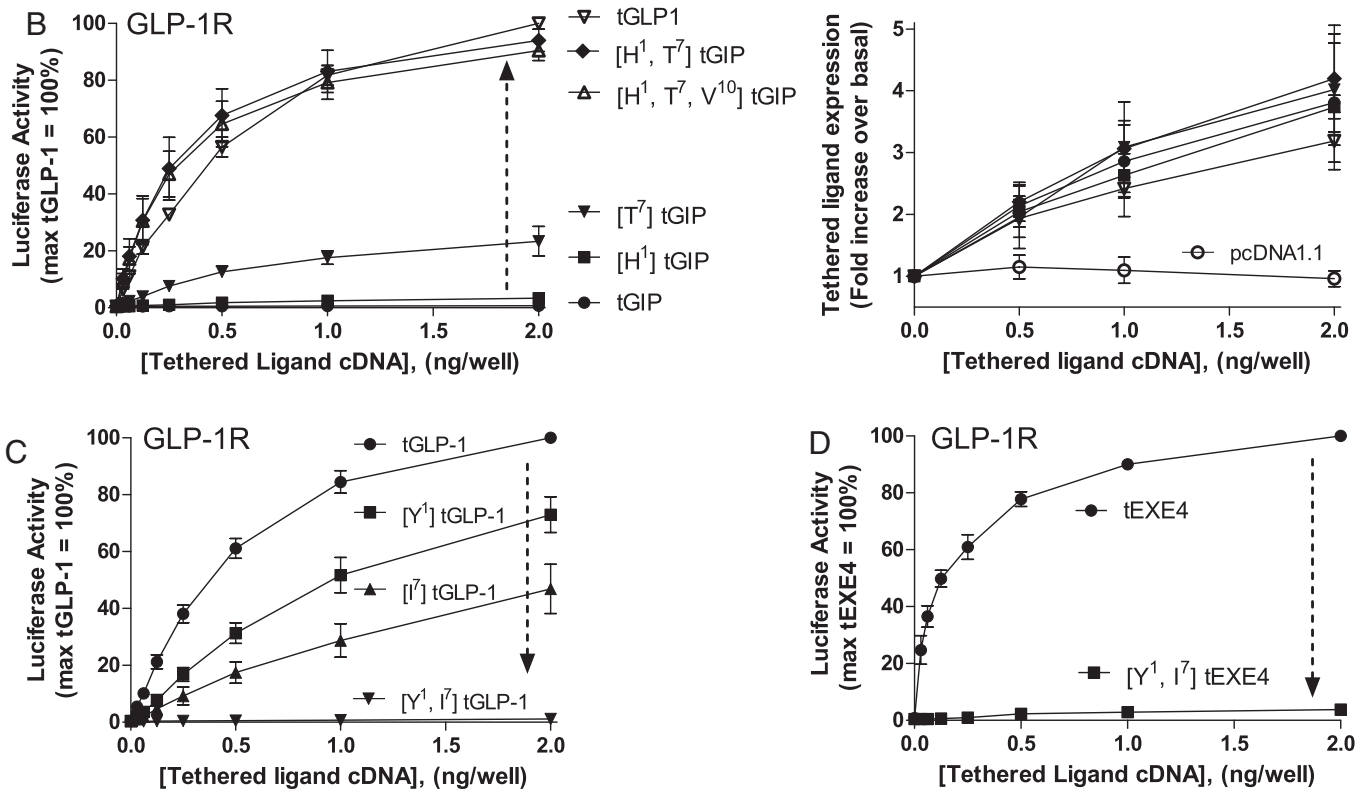 B
GLP-1R
Luciferase Activity
(max tGLP-1 = 100%)
100
80
60
40
20
0
0.0
0.5
1.0
1.5
2.0
[Tethered Ligand cDNA], (ng/well)
tGLP1
[H¹, T⁷] tGIP
[H¹, T⁷, V¹⁰] tGIP
[T⁷] tGIP
[H¹] tGIP
tGIP
Tethered ligand expression
(Fold increase over basal)
5
4
3
2
1
pcDNA1.1
0.0
0.5
1.0
1.5
2.0
[Tethered ligand cDNA], (ng/well)
C
GLP-1R
Luciferase Activity
(max tGLP-1 = 100%)
100
80
60
40
20
0
tGLP-1
[Y¹] tGLP-1
[I⁷] tGLP-1
[Y¹, I⁷] tGLP-1
0.0
0.5
1.0
1.5
2.0
[Tethered ligand cDNA], (ng/well)
D
GLP-1R
Luciferase Activity
(max tEXE4 = 100%)
100
80
60
40
20
0
tEXE4
[Y¹, I⁷] tEXE4
0.0
0.5
1.0
1.5
2.0
[Tethered Ligand cDNA], (ng/well)